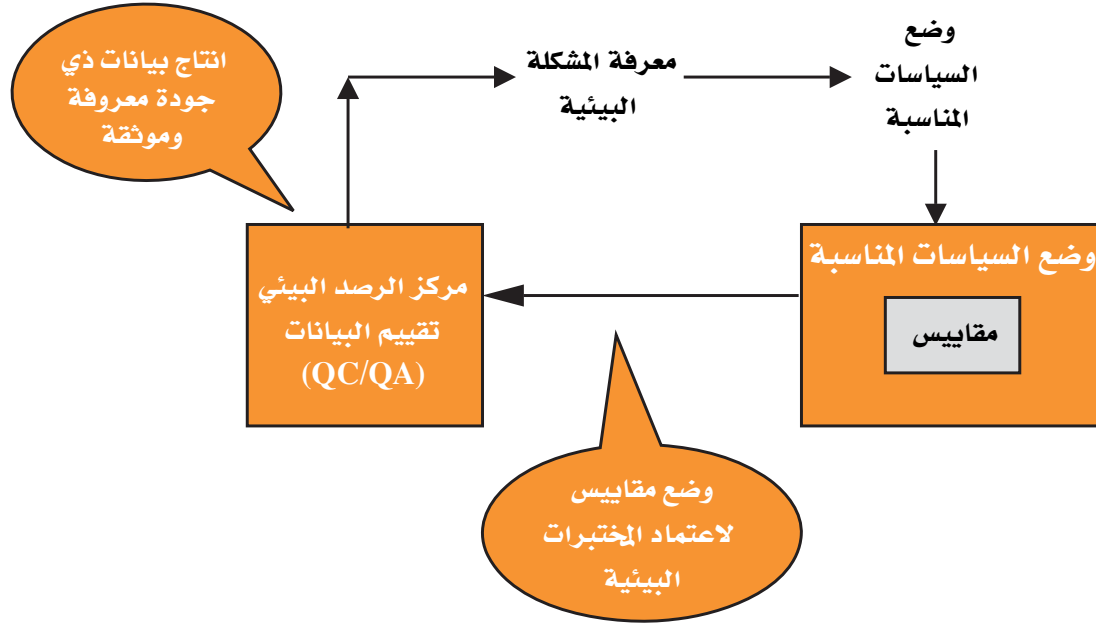 انتاج بيانات ذي
جودة معروفة
وموثقة
معرفة المشكلة
البيئية
وضع
السياسات
المناسبة
وضع السياسات المناسبة
مقاييس
مركز الرصد البيئي
تقييم البيانات
(QC/QA)
وضع مقاييس
لاعتماد المختبرات
البيئية